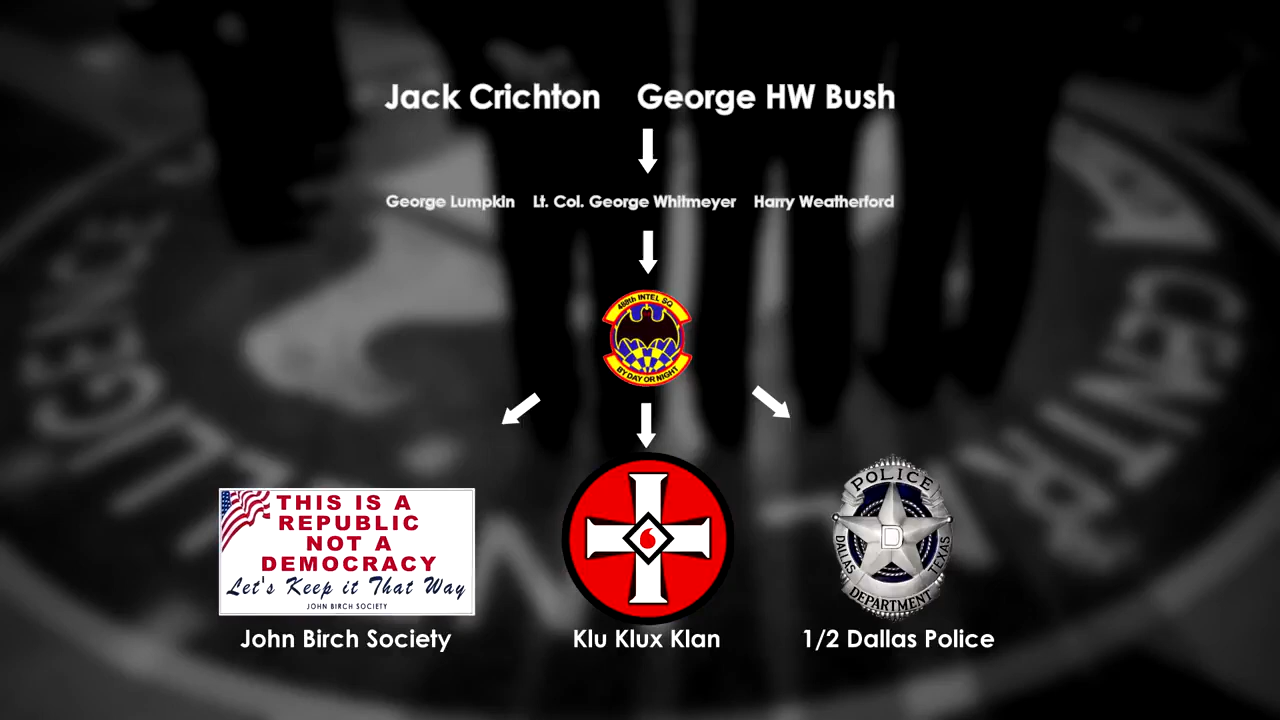 Jack Crichton George HW Bush
George Lumpkin Lt. Col. George Whitmeyer Harry Weatherford
488th INTEL SQ
BY DAY OR NIGHT
THIS IS A
REPUBLIC
NOT A
DEMOCRACY
Let's Keep it That Way
JOHN BIRCH SOCIETY
POLICE
D
DALLAS TEXAS
DEPARTMENT
John Birch Society Klu Klux Klan 1/2 Dallas Police